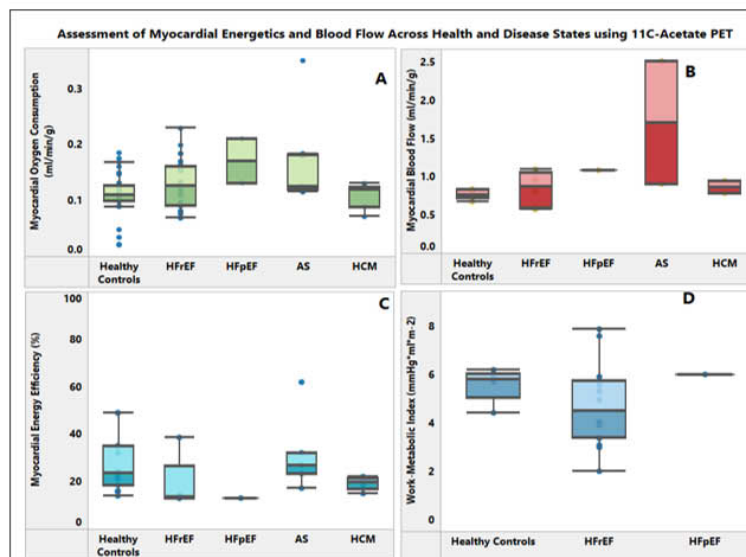 Assessment of Myocardial Energetics and Blood Flow Across Health and Disease States using 11C-Acetate PET
A
Myocardial Oxygen Consumption
(ml/min/g)
0.3
0.2
0.1
0.0
Healthy
Controls
HFrEF
HFpEF
AS
HCM
B
Myocardial Blood Flow (ml/min/g)
2.5
2.0
1.5
1.0
0.5
0.0
Healthy
Controls
HFrEF
HFpEF
AS
HCM
C
Myocardial Energy Efficiency (%)
100
80
60
40
20
0
Healthy
Controls
HFrEF
HFpEF
AS
HCM
D
Work-Metabolic Index (mmHg*ml*m-2)
8
6
4
2
0
Healthy Controls
HFrEF
HFpEF